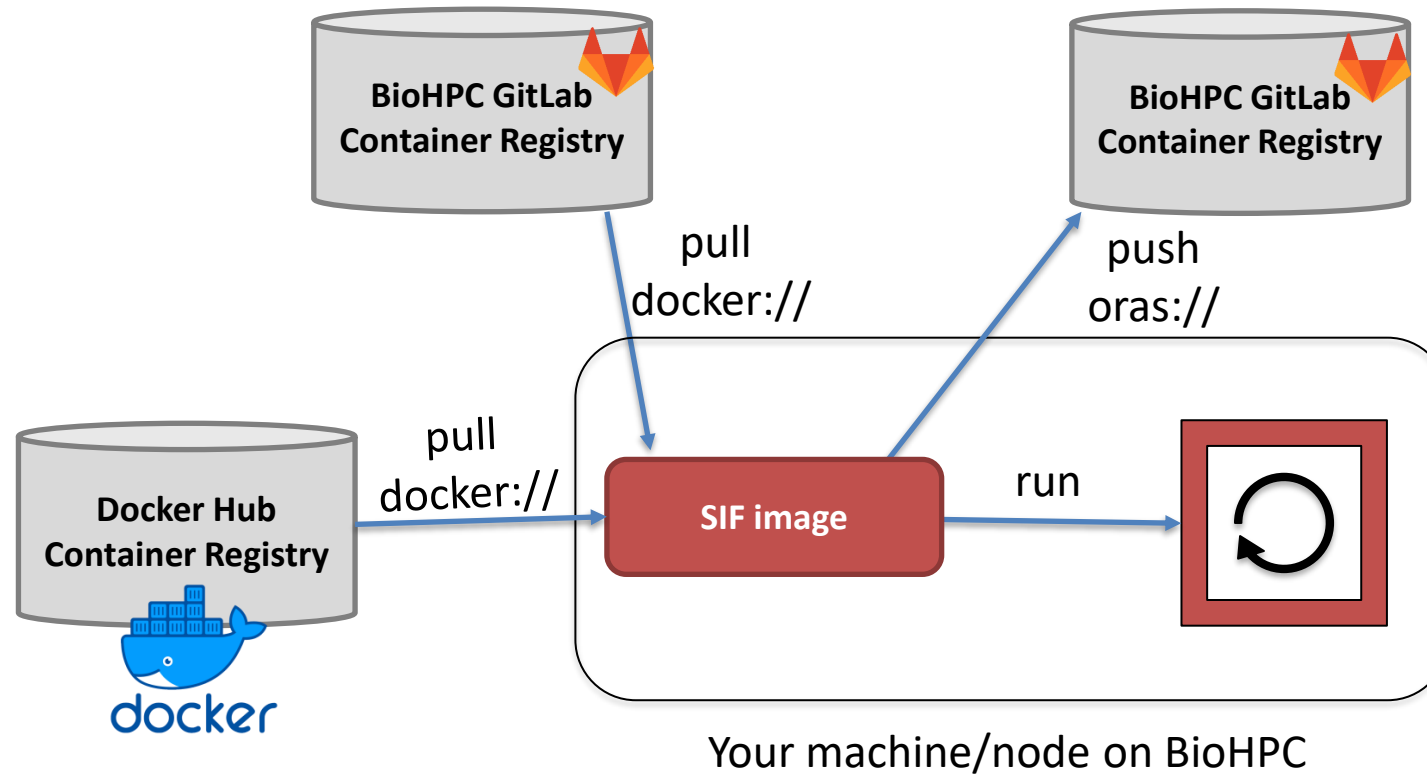 BioHPC GitLab
Container Registry
BioHPC GitLab
Container Registry
pull
docker://
push
oras://
pull
docker://
Docker Hub
Container Registry
docker
SIF image
run
Your machine/node on BioHPC